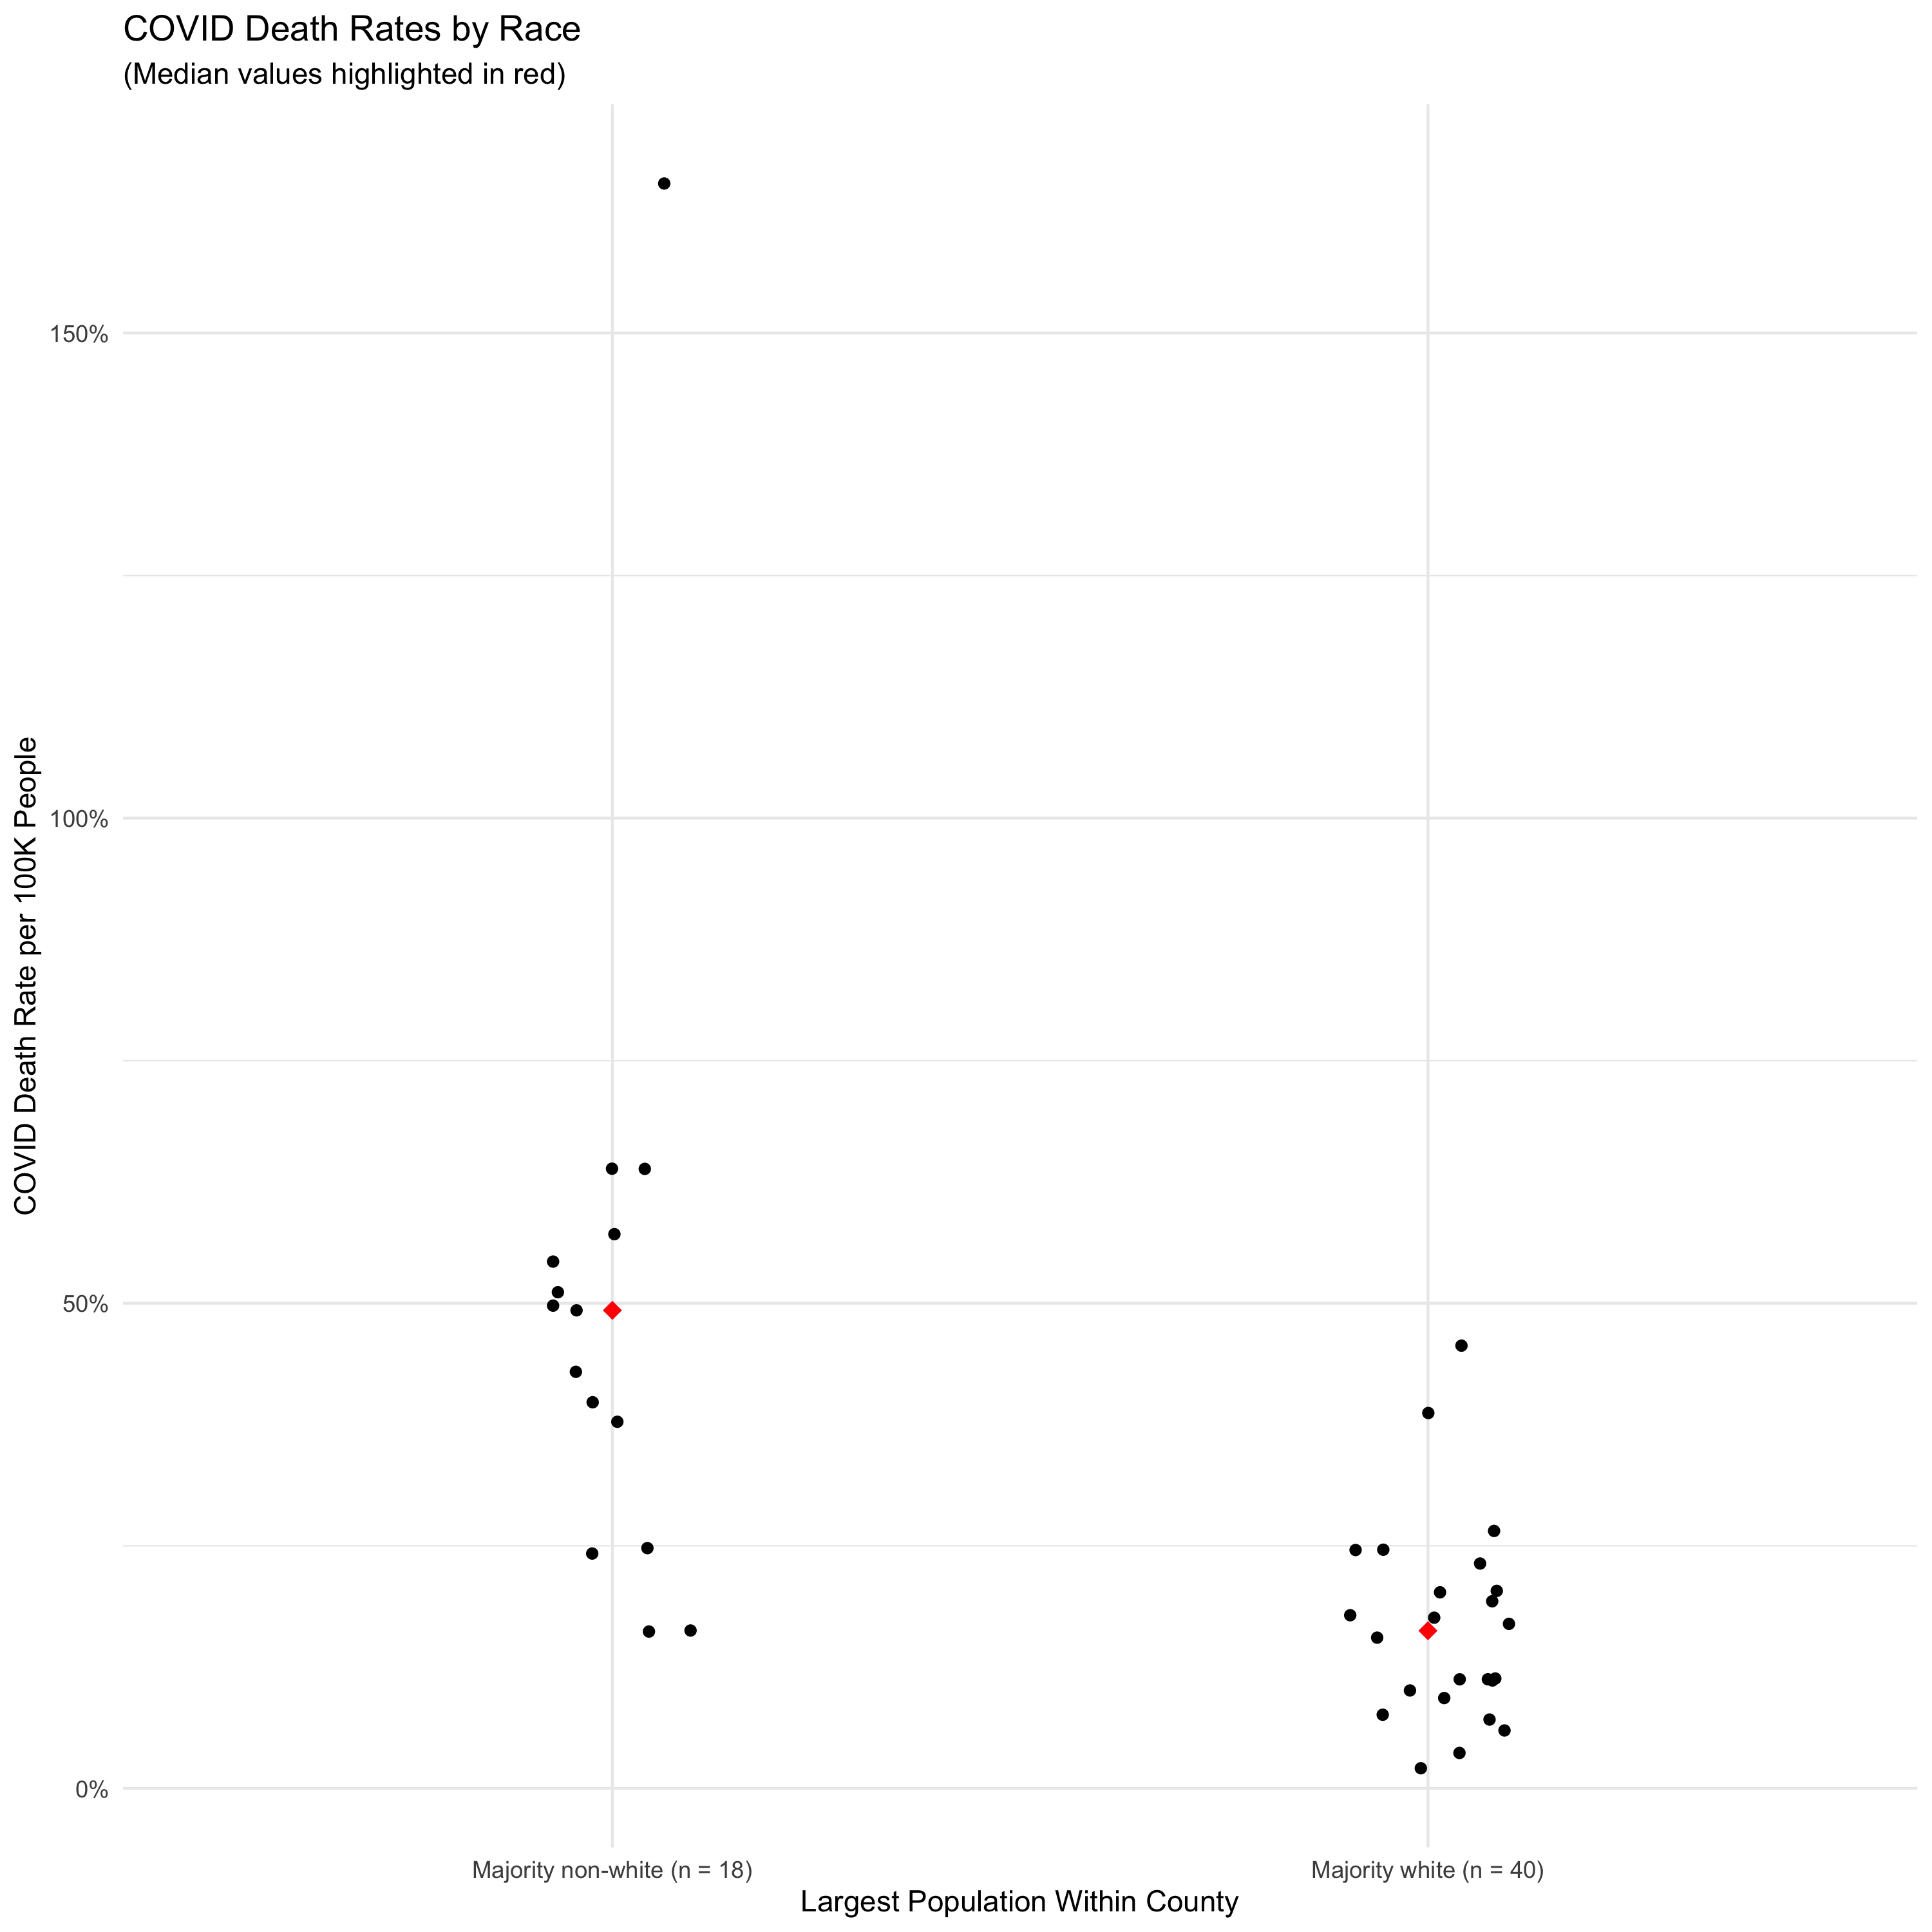 COVID Death Rates by Race
(Median values highlighted in red)
COVID Death Rate per 100K People
150%
100%
50%
0%
Majority non-white (n = 18)
Majority white (n = 40)
Largest Population Within County